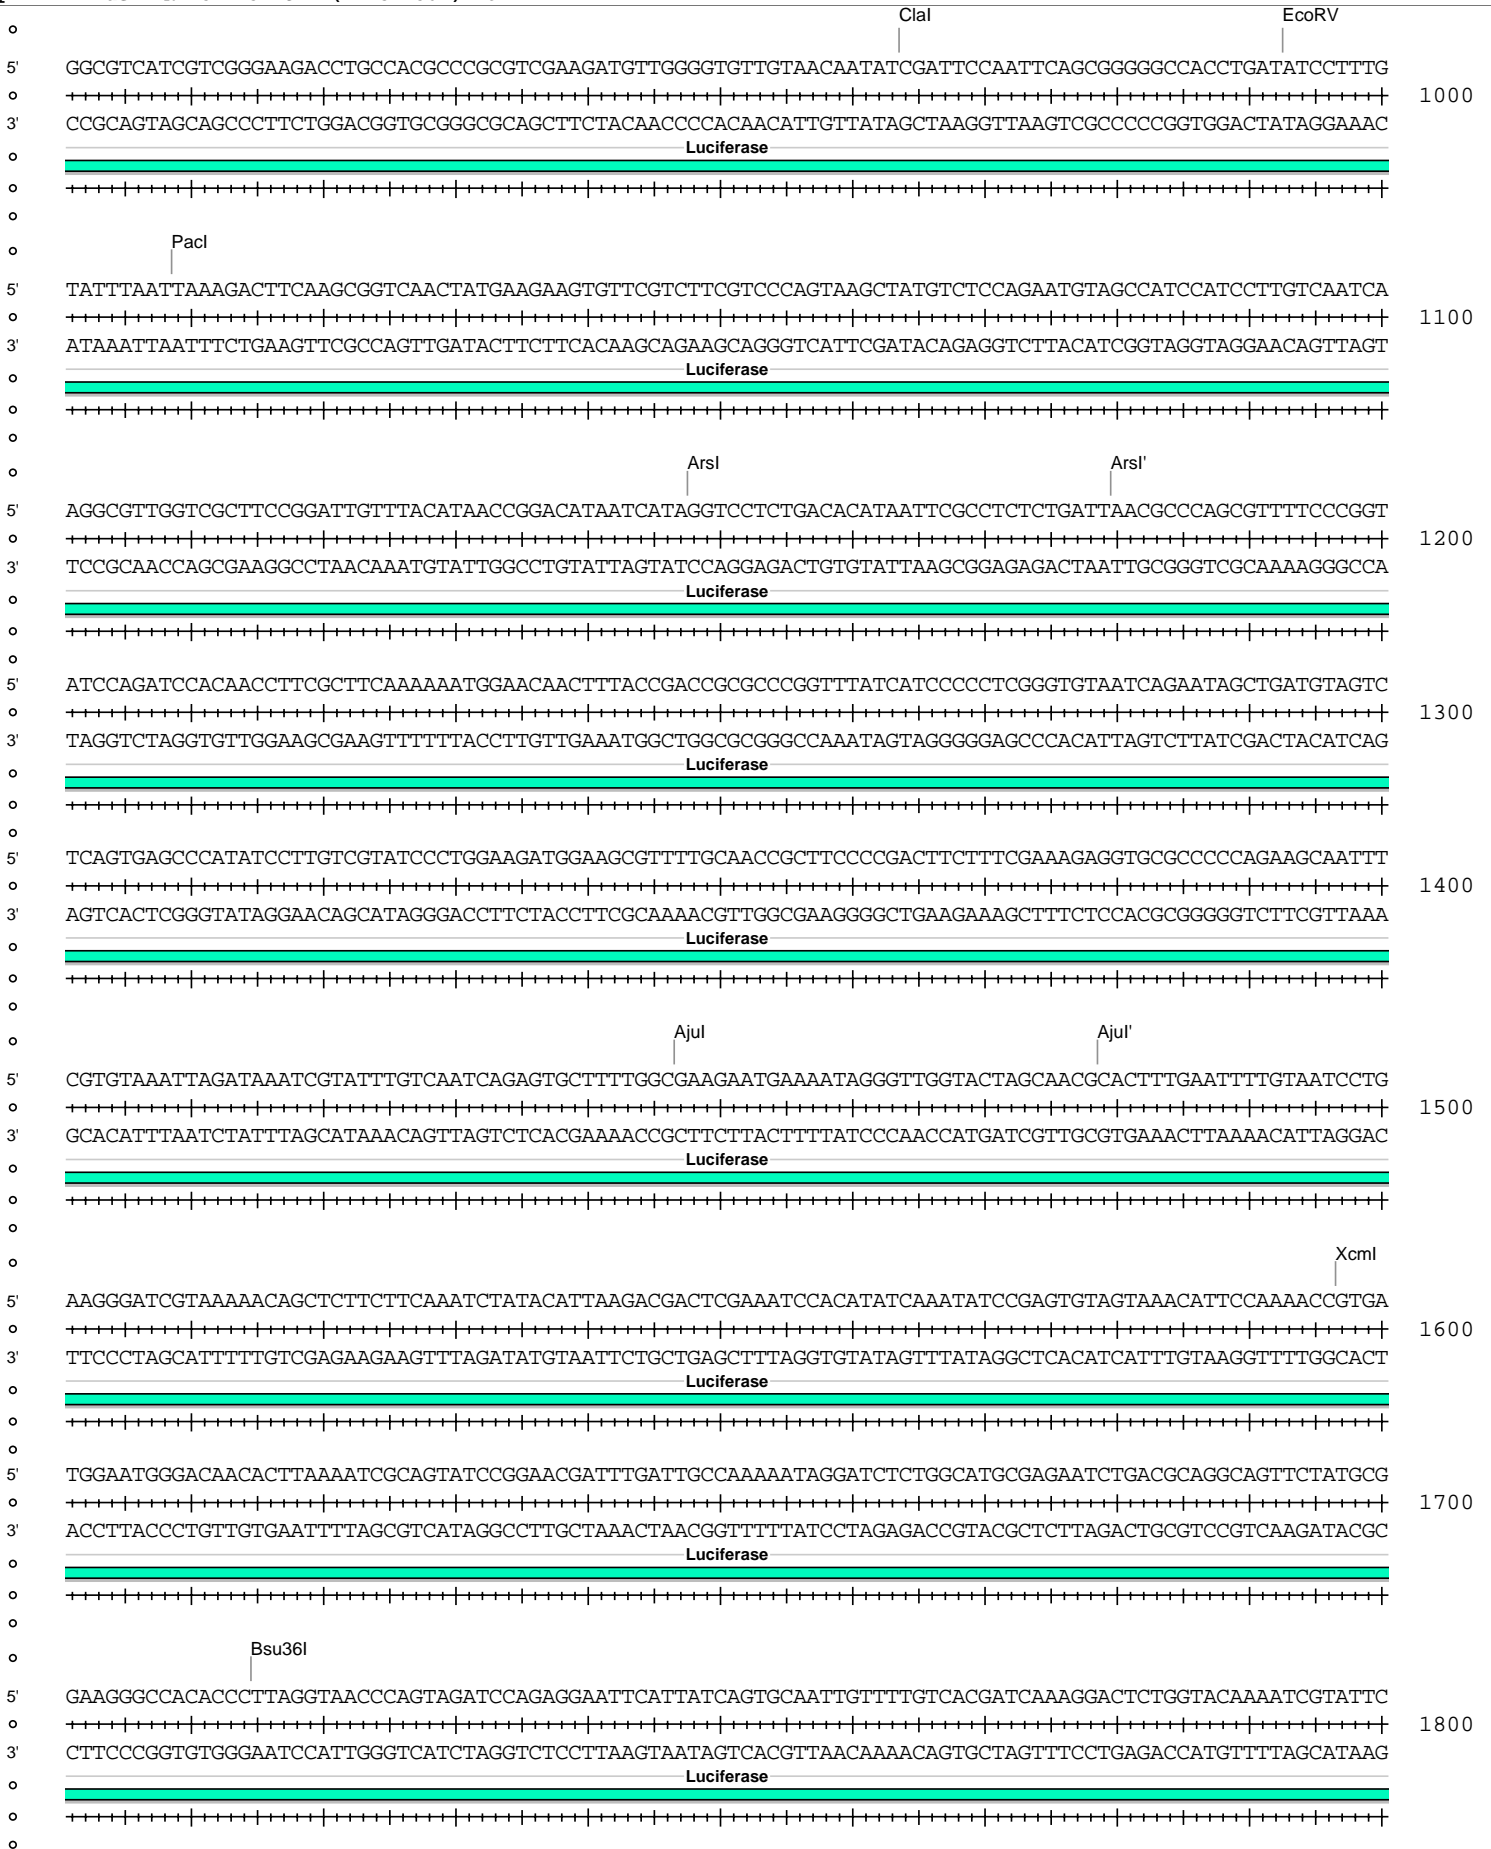 ClaI EcoRV
5' GGCGTCATCGTCGGGAAGACCTGCCACGCCCGCGTCGAAGATGTTGGGGTGTTGTAACAATATCGATTCCAATTCAGCGGGGGCCACCTGATATCCTTTG
1000
3' CCGCAGTAGCAGCCCTTCTGGACGGTGCGGGCGCAGCTTCTACAACCCCACAACATTGTTATAGCTAAGGTTAAGTCGCCCCCGGTGGACTATAGGAAAC
Luciferase
PacI
5' TATTTAATTAAAGACTTCAAGCGGTCAACTATGAAGAAGTGTTCGTCTTCGTCCCAGTAAGCTATGTCTCCAGAATGTAGCCATCCATCCTTGTCAATCA
1100
3' ATAAATTAATTTCTGAAGTTCGCCAGTTGATACTTCTTCACAAGCAGAAGCAGGGTCATTCGATACAGAGGTCTTACATCGGTAGGTAGGAACAGTTAGT
Luciferase
ArsI ArsI'
5' AGGCGTTGGTCGCTTCCGGATTGTTTACATAACCGGACATAATCATAGGTCCTCTGACACATAATTCGCCTCTCTGATTAACGCCCAGCGTTTTCCCGGT
1200
3' TCCGCAACCAGCGAAGGCCTAACAAATGTATTGGCCTGTATTAGTATCCAGGAGACTGTGTATTAAGCGGAGAGACTAATTGCGGGTCGCAAAAGGGCCA
Luciferase
5' ATCCAGATCCACAACCTTCGCTTCAAAAAATGGAACAACTTTACCGACCGCGCCCGGTTTATCATCCCCCTCGGGTGTAATCAGAATAGCTGATGTAGTC
1300
3' TAGGTCTAGGTGTTGGAAGCGAAGTTTTTTACCTTGTTGAAATGGCTGGCGCGGGCCAAATAGTAGGGGGAGCCCACATTAGTCTTATCGACTACATCAG
Luciferase
5' TCAGTGAGCCCATATCCTTGTCGTATCCCTGGAAGATGGAAGCGTTTTGCAACCGCTTCCCCGACTTCTTTCGAAAGAGGTGCGCCCCCAGAAGCAATTT
1400
3' AGTCACTCGGGTATAGGAACAGCATAGGGACCTTCTACCTTCGCAAAACGTTGGCGAAGGGGCTGAAGAAAGCTTTCTCCACGCGGGGGTCTTCGTTAAA
Luciferase
AjuI AjuI'
5' CGTGTAAATTAGATAAATCGTATTTGTCAATCAGAGTGCTTTTGGCGAAGAATGAAAATAGGGTTGGTACTAGCAACGCACTTTGAATTTTGTAATCCTG
1500
3' GCACATTTAATCTATTTAGCATAAACAGTTAGTCTCACGAAAACCGCTTCTTACTTTTATCCCAACCATGATCGTTGCGTGAAACTTAAAACATTAGGAC
Luciferase
XcmI
5' AAGGGATCGTAAAAACAGCTCTTCTTCAAATCTATACATTAAGACGACTCGAAATCCACATATCAAATATCCGAGTGTAGTAAACATTCCAAAACCGTGA
1600
3' TTCCCTAGCATTTTTGTCGAGAAGAAGTTTAGATATGTAATTCTGCTGAGCTTTAGGTGTATAGTTTATAGGCTCACATCATTTGTAAGGTTTTGGCACT
Luciferase
5' TGGAATGGGACAACACTTAAAATCGCAGTATCCGGAACGATTTGATTGCCAAAAATAGGATCTCTGGCATGCGAGAATCTGACGCAGGCAGTTCTATGCG
1700
3' ACCTTACCCTGTTGTGAATTTTAGCGTCATAGGCCTTGCTAAACTAACGGTTTTTATCCTAGAGACCGTACGCTCTTAGACTGCGTCCGTCAAGATACGC
Luciferase
Bsu36I
5' GAAGGGCCACACCCTTAGGTAACCCAGTAGATCCAGAGGAATTCATTATCAGTGCAATTGTTTTGTCACGATCAAAGGACTCTGGTACAAAATCGTATTC
1800
3' CTTCCCGGTGTGGGAATCCATTGGGTCATCTAGGTCTCCTTAAGTAATAGTCACGTTAACAAAACAGTGCTAGTTTCCTGAGACCATGTTTTAGCATAAG
Luciferase